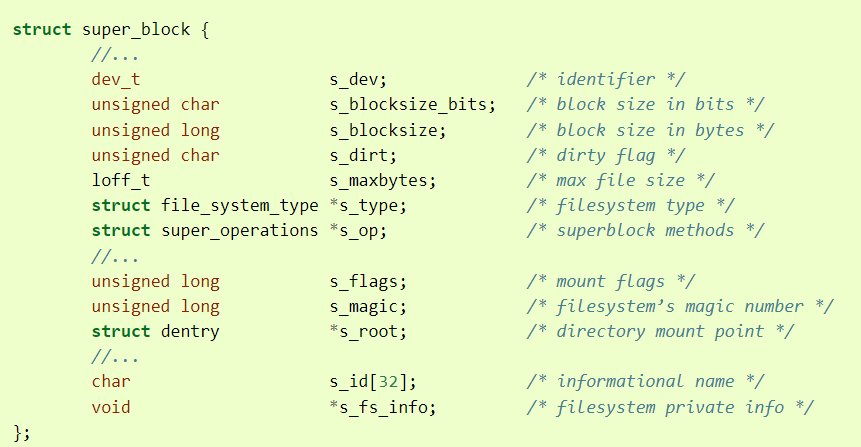 struct super_block {
//...
dev_t s_dev; /* identifier */
unsigned char s_blocksize_bits; /* block size in bits */
unsigned long s_blocksize; /* block size in bytes */
unsigned char s_dirt; /* dirty flag */
loff_t s_maxbytes; /* max file size */
struct file_system_type *s_type; /* filesystem type */
struct super_operations *s_op; /* superblock methods */
//...
unsigned long s_flags; /* mount flags */
unsigned long s_magic; /* filesystem’s magic number */
struct dentry *s_root; /* directory mount point */
//...
char s_id[32]; /* informational name */
void *s_fs_info; /* filesystem private info */
};